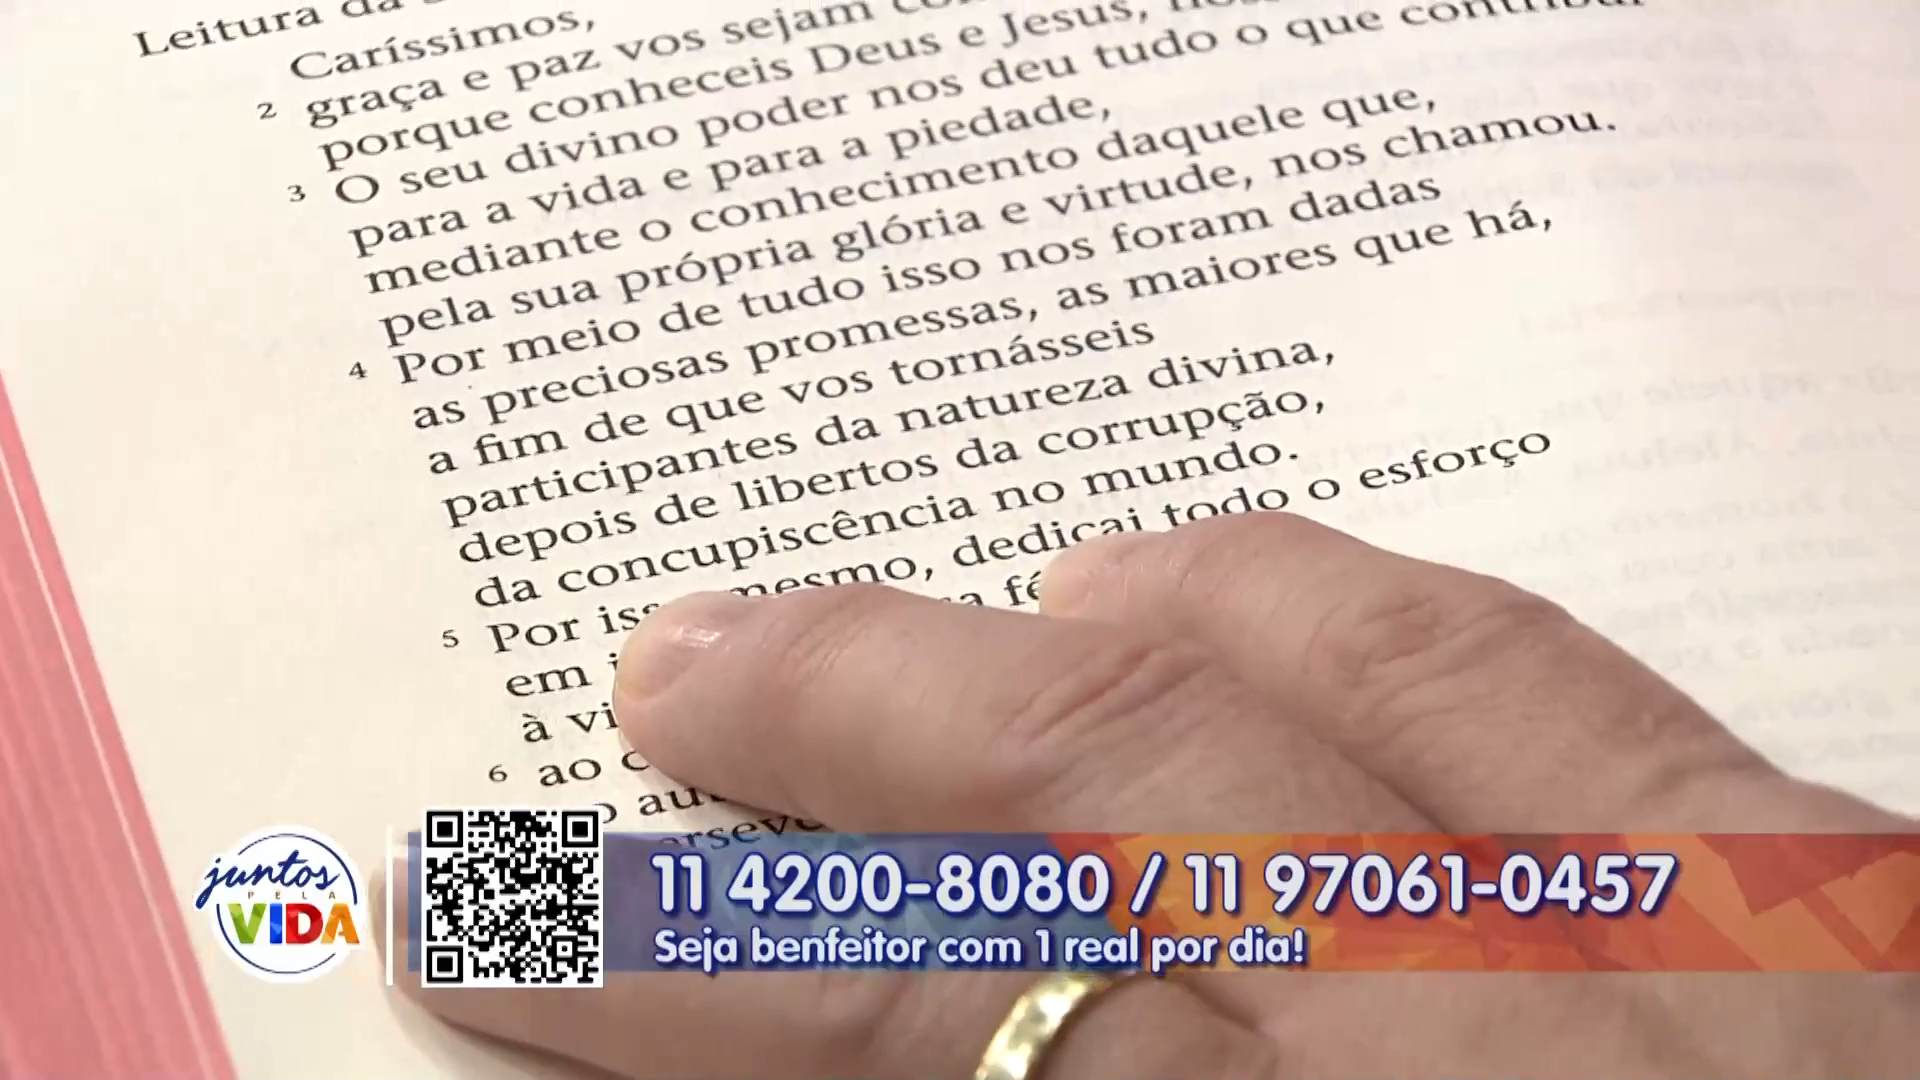 Leitura da
Caríssimos,
2 graça e paz vos sejam
porque conheceis Deus e Jesus,
3 O seu divino poder nos deu tudo o que contribui
para a vida e para a piedade,
mediante o conhecimento daquele que,
pela sua própria glória e virtude, nos chamou.
4 Por meio de tudo isso nos foram dadas
as preciosas promessas, as maiores que há,
a fim de que vos tornásseis
participantes da natureza divina,
depois de libertos da corrupção,
da concupiscência no mundo.
5 Por isso mesmo, dedicai todo o esforço
fé
em
à
6 ao
juntos
PELA
VIDA
11 4200-8080 / 11 97061-0457
Seja benfeitor com 1 real por dia!